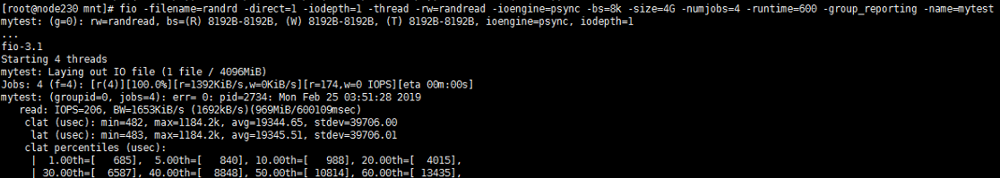 [root@node230 mnt]# fio -filename=randrd -direct=1 -iodepth=1 -thread -rw=randread -ioengine=psync -bs=8k -size=4G -numjobs=4 -runtime=600 -group_reporting -name=mytest
mytest: (g=0): rw=randread, bs=(R) 8192B-8192B, (W) 8192B-8192B, (T) 8192B-8192B, ioengine=psync, iodepth=1
...
fio-3.1
Starting 4 threads
mytest: Laying out IO file (1 file / 4096MiB)
Jobs: 4 (f=4): [r(4)][100.0%][r=1392KiB/s,w=0KiB/s][r=174,w=0 IOPS][eta 00m:00s]
mytest: (groupid=0, jobs=4): err= 0: pid=2734: Mon Feb 25 03:51:28 2019
read: IOPS=206, BW=1653KiB/s (1692kB/s)(969MiB/600109msec)
clat (usec): min=482, max=1184.2k, avg=19344.65, stdev=39706.00
lat (usec): min=483, max=1184.2k, avg=19345.51, stdev=39706.01
clat percentiles (usec):
| 1.00th=[ 685], 5.00th=[ 840], 10.00th=[ 988], 20.00th=[ 4015],
| 30.00th=[ 6587], 40.00th=[ 8848], 50.00th=[ 10814], 60.00th=[ 13435],